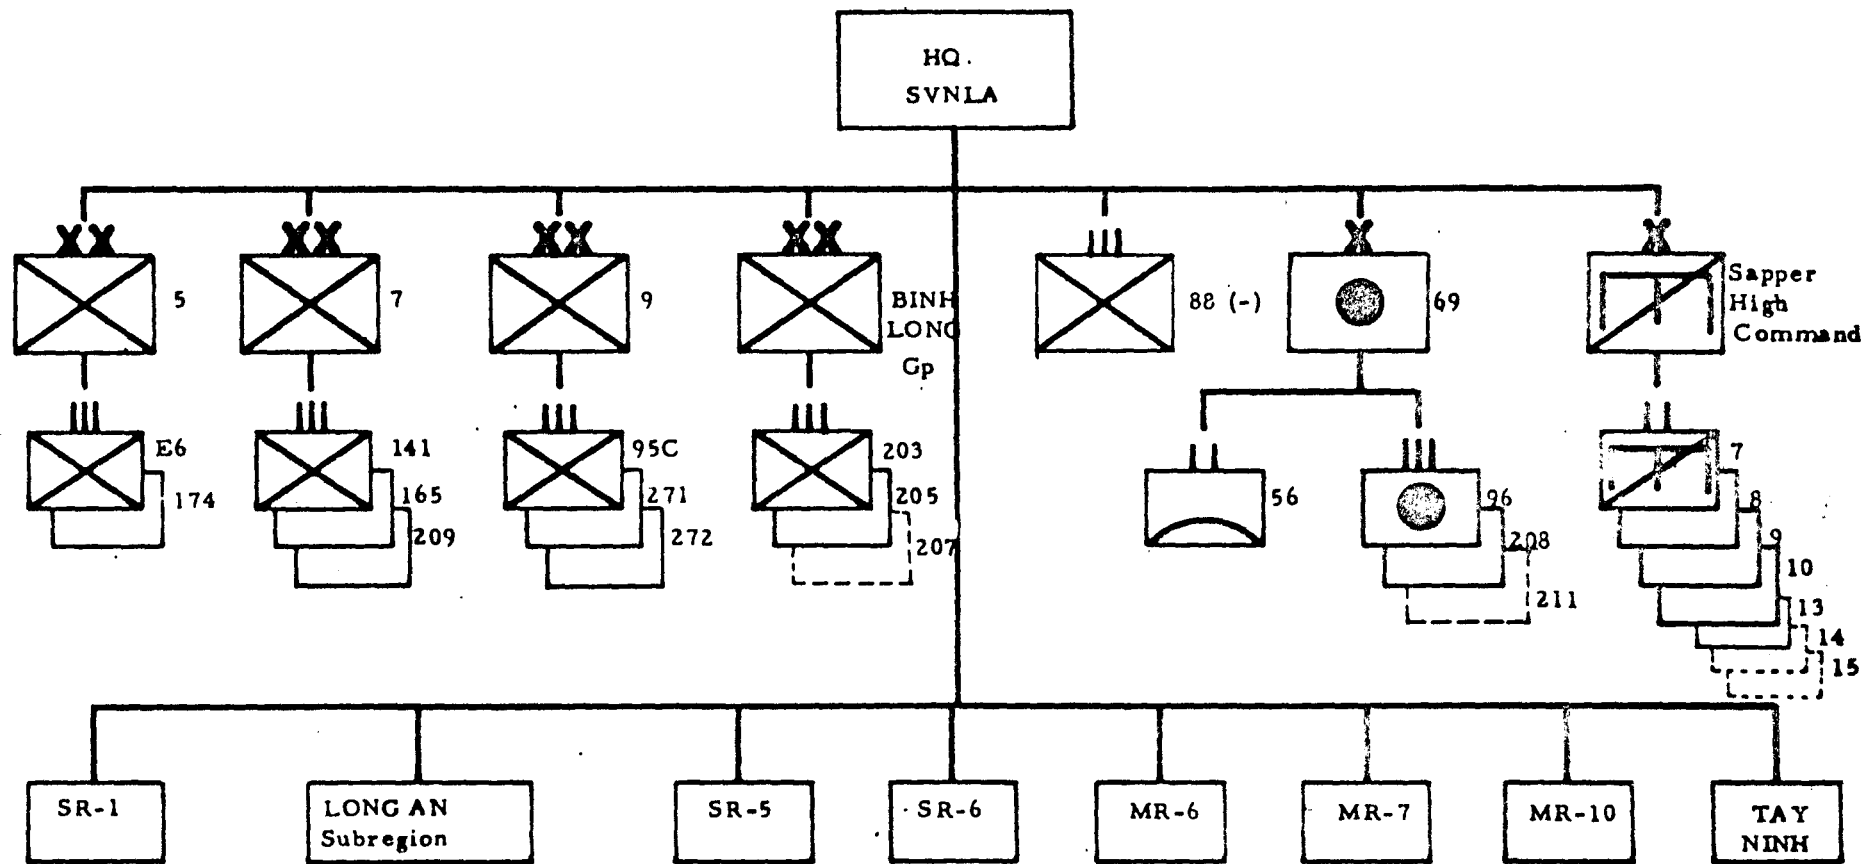 HQ.
SVNLA
5
7
9
BINH
LONG
Gp
88 (-)
69
Sapper
High
Command
E6
174
141
165
209
95C
271
272
203
205
207
56
96
208
211
7
8
9
10
13
14
15
SR-1
LONG AN
Subregion
SR-5
SR-6
MR-6
MR-7
MR-10
TAY
NINH